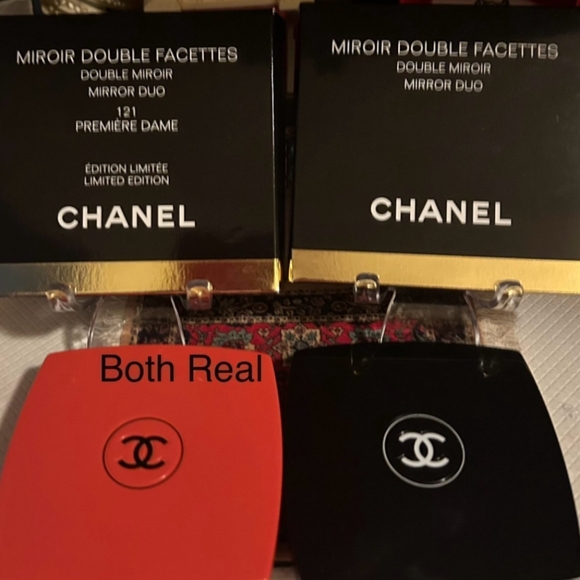 MIROIR DOUBLE FACETTES
DOUBLE MIROIR
MIRROR DUO
121
PREMIÈRE DAME
ÉDITION LIMITÉE
LIMITED EDITION
CHANEL
MIROIR DOUBLE FACETTES
DOUBLE MIROIR
MIRROR DUO
CHANEL
Both Real